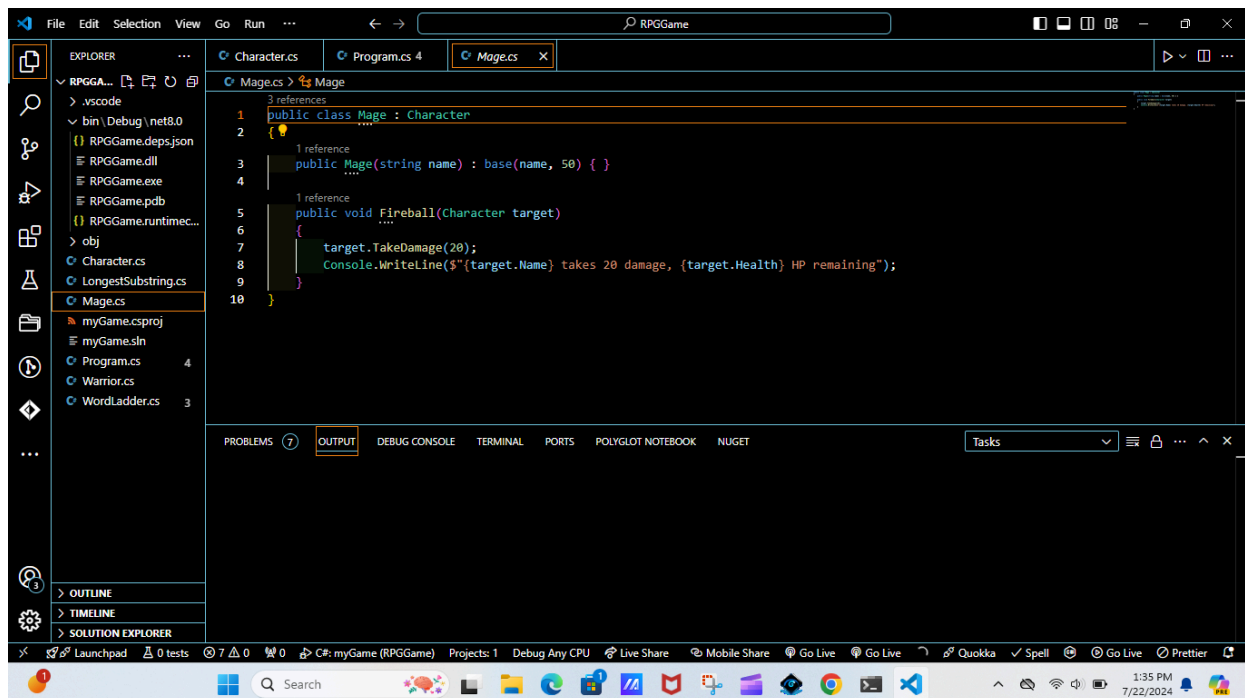 File Edit Selection View Go Run ··· ← → RPGGame
EXPLORER ···
RPGGA...
.vscode
bin\Debug\net8.0
{} RPGGame.deps.json
RPGGame.dll
RPGGame.exe
RPGGame.pdb
{} RPGGame.runtimec...
obj
C# Character.cs
C# LongestSubstring.cs
C# Mage.cs
myGame.csproj
myGame.sln
C# Program.cs 4
C# Warrior.cs
C# WordLadder.cs 3
OUTLINE
TIMELINE
SOLUTION EXPLORER
3
C# Character.cs C# Program.cs 4 C# Mage.cs
C# Mage.cs > Mage
3 references
1 public class Mage : Character
2 {
1 reference
3 public Mage(string name) : base(name, 50) { }
4
1 reference
5 public void Fireball(Character target)
6 {
7 target.TakeDamage(20);
8 Console.WriteLine($"{target.Name} takes 20 damage, {target.Health} HP remaining");
9 }
10 }
PROBLEMS 7 OUTPUT DEBUG CONSOLE TERMINAL PORTS POLYGLOT NOTEBOOK NUGET Tasks
Launchpad 0 tests 7 0 0 C#: myGame (RPGGame) Projects: 1 Debug Any CPU Live Share Mobile Share Go Live Go Live Quokka Spell Go Live Prettier
1 Search 1 1:35 PM
7/22/2024
PRE